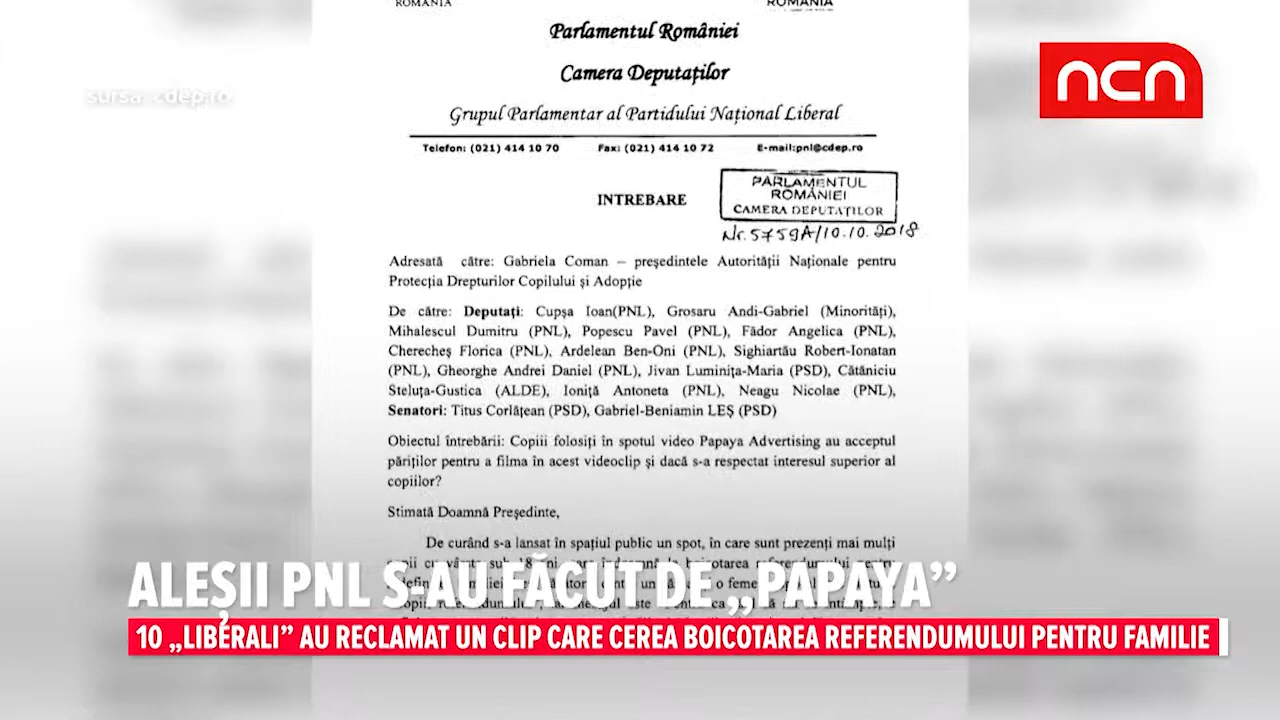 ROMANIA
ROMANIA
Parlamentul României
Camera Deputaților
Grupul Parlamentar al Partidului Național Liberal
Telefon: (021) 414 10 70 Fax: (021) 414 10 72 E-mail:pnl@cdep.ro
sursa: cdep.ro
ncn
INTREBARE
PARLAMENTUL
ROMÂNIEI
CAMERA DEPUTAȚILOR
Nr. 5759A/10.10.2018
Adresată către: Gabriela Coman – președintele Autorității Naționale pentru
Protecția Drepturilor Copilului și Adopție
De către: Deputați: Cupșa Ioan(PNL), Grosaru Andi-Gabriel (Minorități),
Mihalescul Dumitru (PNL), Popescu Pavel (PNL), Fădor Angelica (PNL),
Cherecheș Florica (PNL), Ardelean Ben-Oni (PNL), Sighiartău Robert-Ionatan
(PNL), Gheorghe Andrei Daniel (PNL), Jivan Luminița-Maria (PSD), Cătăniciu
Steluța-Gustica (ALDE), Ioniță Antoneta (PNL), Neagu Nicolae (PNL),
Senatori: Titus Corlățean (PSD), Gabriel-Beniamin LEȘ (PSD)
Obiectul întrebării: Copiii folosiți în spotul video Papaya Advertising au acceptul
păriților pentru a filma în acest videoclip și dacă s-a respectat interesul superior al
copiilor?
Stimată Doamnă Președinte,
De curând s-a lansat în spațiul public un spot, în care sunt prezenți mai mulți
ALEȘII PNL S-AU FĂCUT DE „PAPAYA”
10 „LIBERALI” AU RECLAMAT UN CLIP CARE CEREA BOICOTAREA REFERENDUMULUI PENTRU FAMILIE